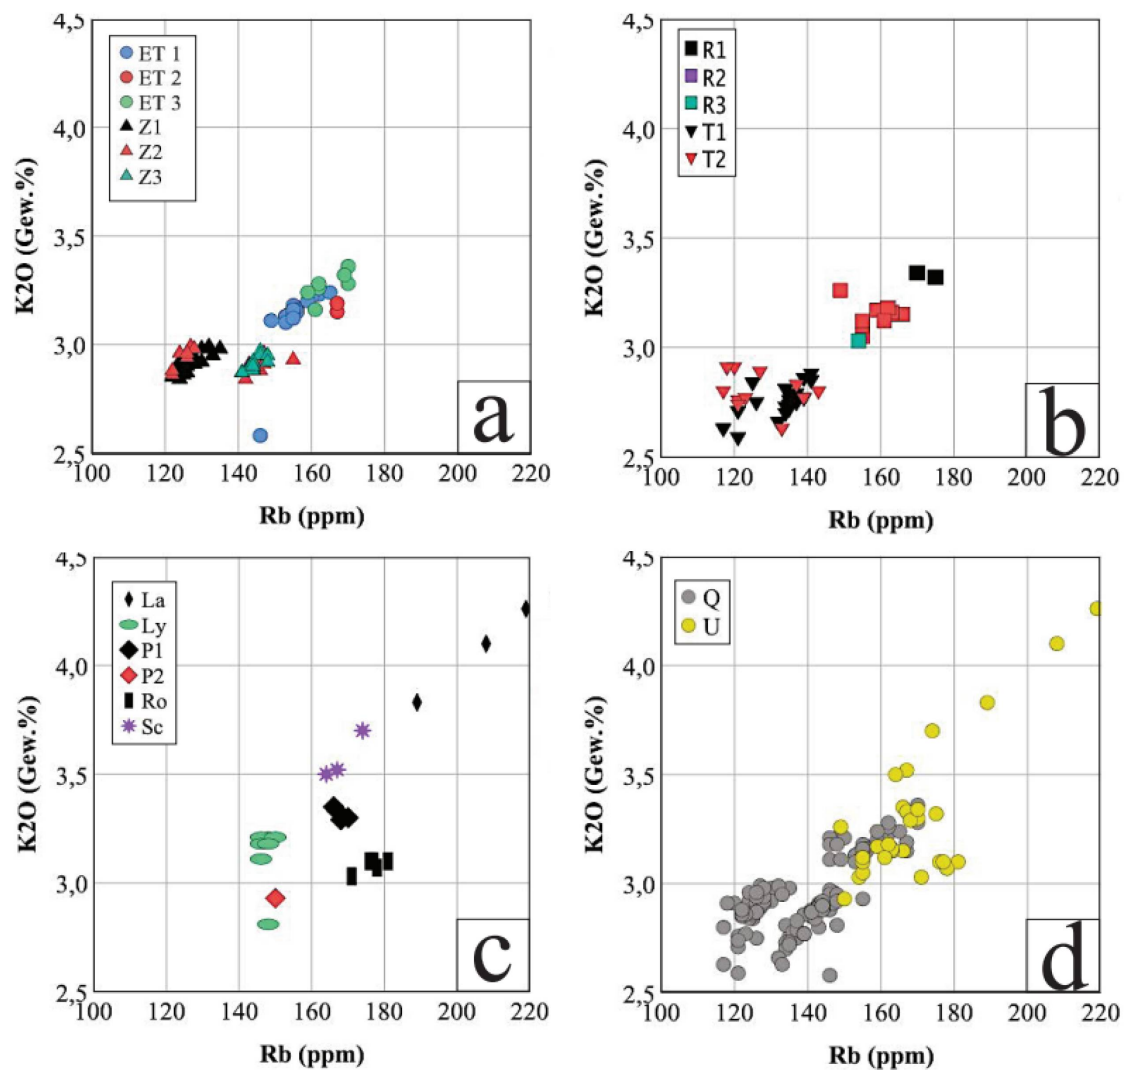 4,5
4,0
3,5
3,0
2,5
K2O (Gew.%)
ET 1
ET 2
ET 3
Z1
Z2
Z3
a
100 120 140 160 180 200 220
Rb (ppm)
4,5
4,0
3,5
3,0
2,5
K2O (Gew.%)
R1
R2
R3
T1
T2
b
100 120 140 160 180 200 220
Rb (ppm)
4,5
4,0
3,5
3,0
2,5
K2O (Gew.%)
La
Ly
P1
P2
Ro
Sc
c
100 120 140 160 180 200 220
Rb (ppm)
4,5
4,0
3,5
3,0
2,5
K2O (Gew.%)
Q
U
d
100 120 140 160 180 200 220
Rb (ppm)